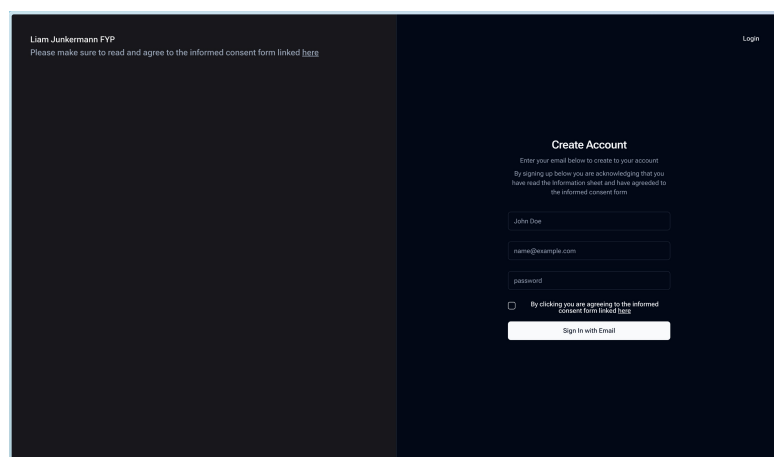 Liam Junkermann FYP
Please make sure to read and agree to the informed consent form linked here
Login
Create Account
Enter your email below to create to your account
By signing up below you are acknowledging that you
have read the Information sheet and have agreeded to
the informed consent form
John Doe
name@example.com
password
By clicking you are agreeing to the informed
consent form linked here
Sign In with Email